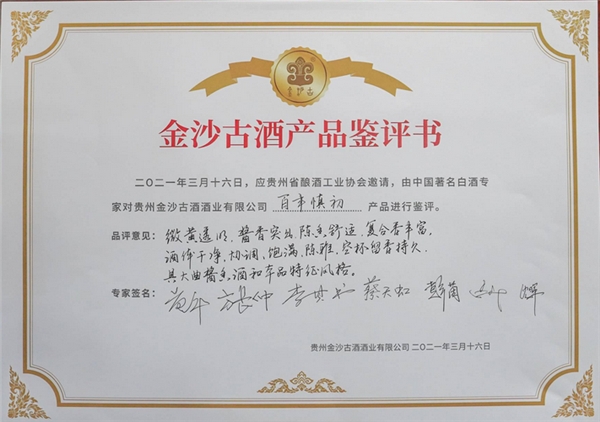 金沙古
金沙古酒产品鉴评书
二〇二一年三月十六日,应贵州省酿酒工业协会邀请,由中国著名白酒专
家对贵州金沙古酒酒业有限公司 百年慎初 产品进行鉴评。
品评意见:微黄透明、酱香突出、陈香舒适、复合香丰富、
酒体干净、协调、饱满、陈雅、空杯留香持久、
具大曲酱香酒和本品特征风格。
专家签名: 蔡天虹
贵州金沙古酒酒业有限公司 二〇二一年三月十六日